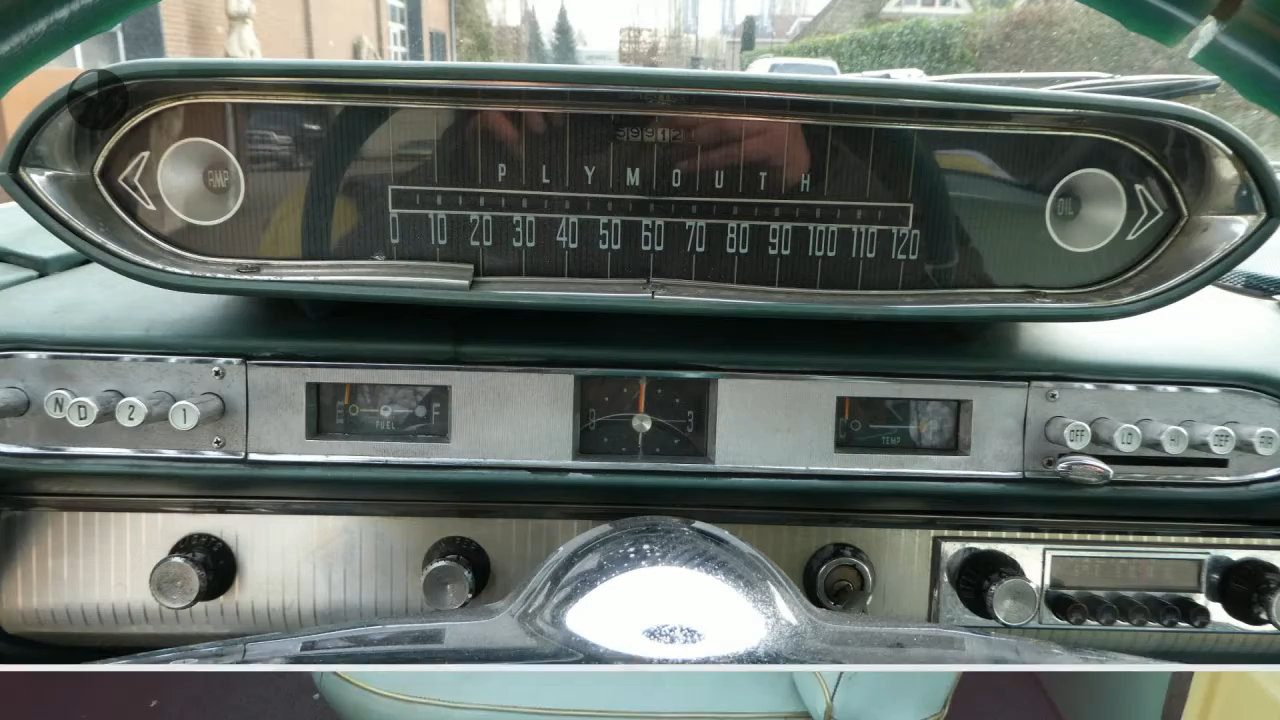 59912
AMP
PLYMOUTH
OIL
0 10 20 30 40 50 60 70 80 90 100 110 120
N D 2 1
E F
FUEL
9 3
TEMP
OFF LO HI DEF AIR